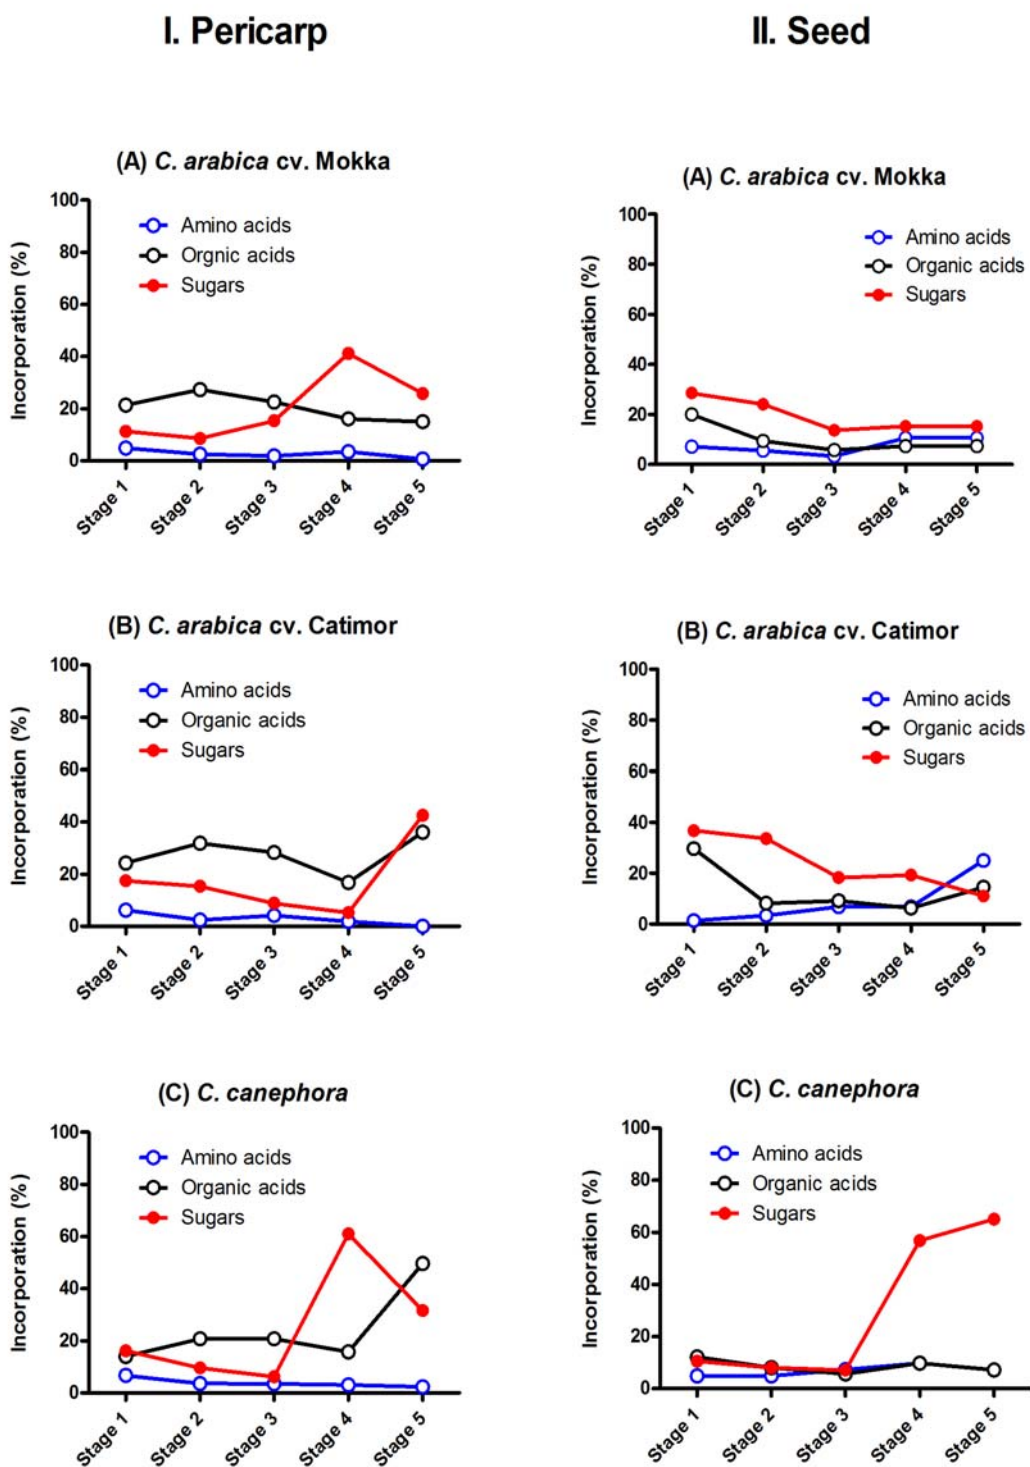 I. Pericarp
II. Seed
(A) C. arabica cv. Mokka
Incorporation (%)
100
80
60
40
20
0
Amino acids
Orgnic acids
Sugars
Stage 1
Stage 2
Stage 3
Stage 4
Stage 5
(A) C. arabica cv. Mokka
Incorporation (%)
100
80
60
40
20
0
Amino acids
Organic acids
Sugars
Stage 1
Stage 2
Stage 3
Stage 4
Stage 5
(B) C. arabica cv. Catimor
Incorporation (%)
100
80
60
40
20
0
Amino acids
Organic acids
Sugars
Stage 1
Stage 2
Stage 3
Stage 4
Stage 5
(B) C. arabica cv. Catimor
Incorporation (%)
100
80
60
40
20
0
Amino acids
Organic acids
Sugars
Stage 1
Stage 2
Stage 3
Stage 4
Stage 5
(C) C. canephora
Incorporation (%)
100
80
60
40
20
0
Amino acids
Organic acids
Sugars
Stage 1
Stage 2
Stage 3
Stage 4
Stage 5
(C) C. canephora
Incorporation (%)
100
80
60
40
20
0
Amino acids
Organic acids
Sugars
Stage 1
Stage 2
Stage 3
Stage 4
Stage 5